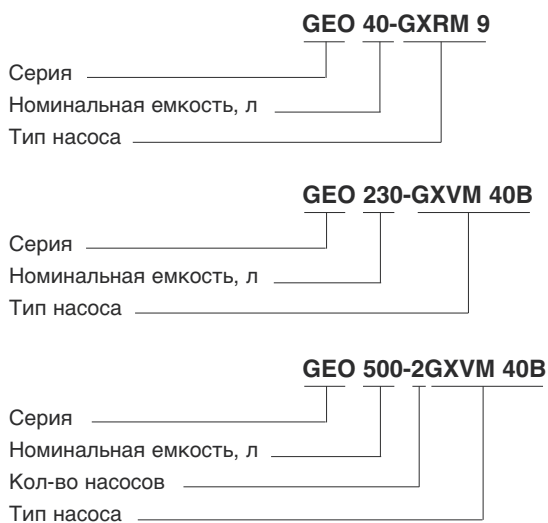 GEO 40-GXRM 9
Серия
Номинальная емкость, л
Тип насоса
GEO 230-GXVM 40B
Серия
Номинальная емкость, л
Тип насоса
GEO 500-2GXVM 40B
Серия
Номинальная емкость, л
Кол-во насосов
Тип насоса